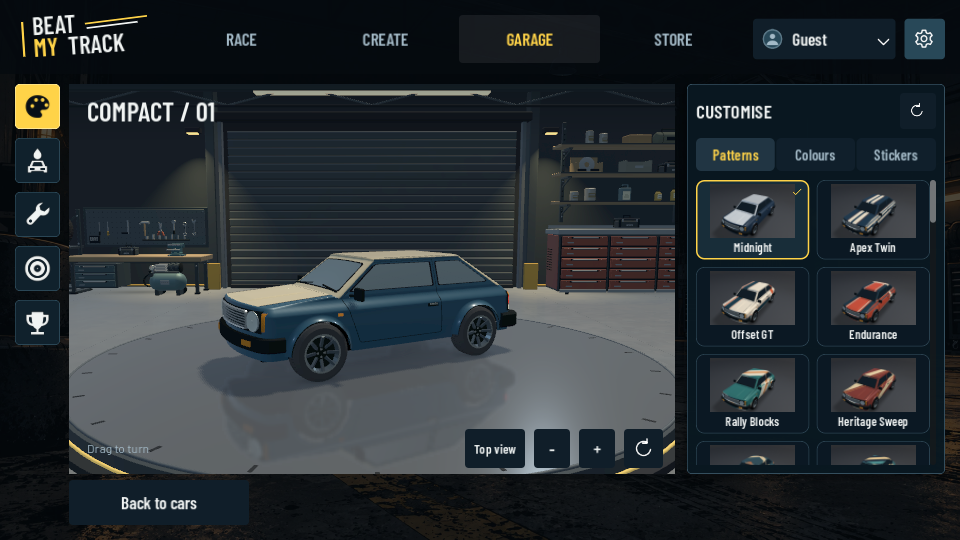 BEAT
MY TRACK
RACE
CREATE
GARAGE
STORE
Guest
COMPACT / 01
CUSTOMISE
Patterns
Colours
Stickers
Midnight
Apex Twin
Offset GT
Endurance
Rally Blocks
Heritage Sweep
Drag to turn
Top view
-
+
Back to cars